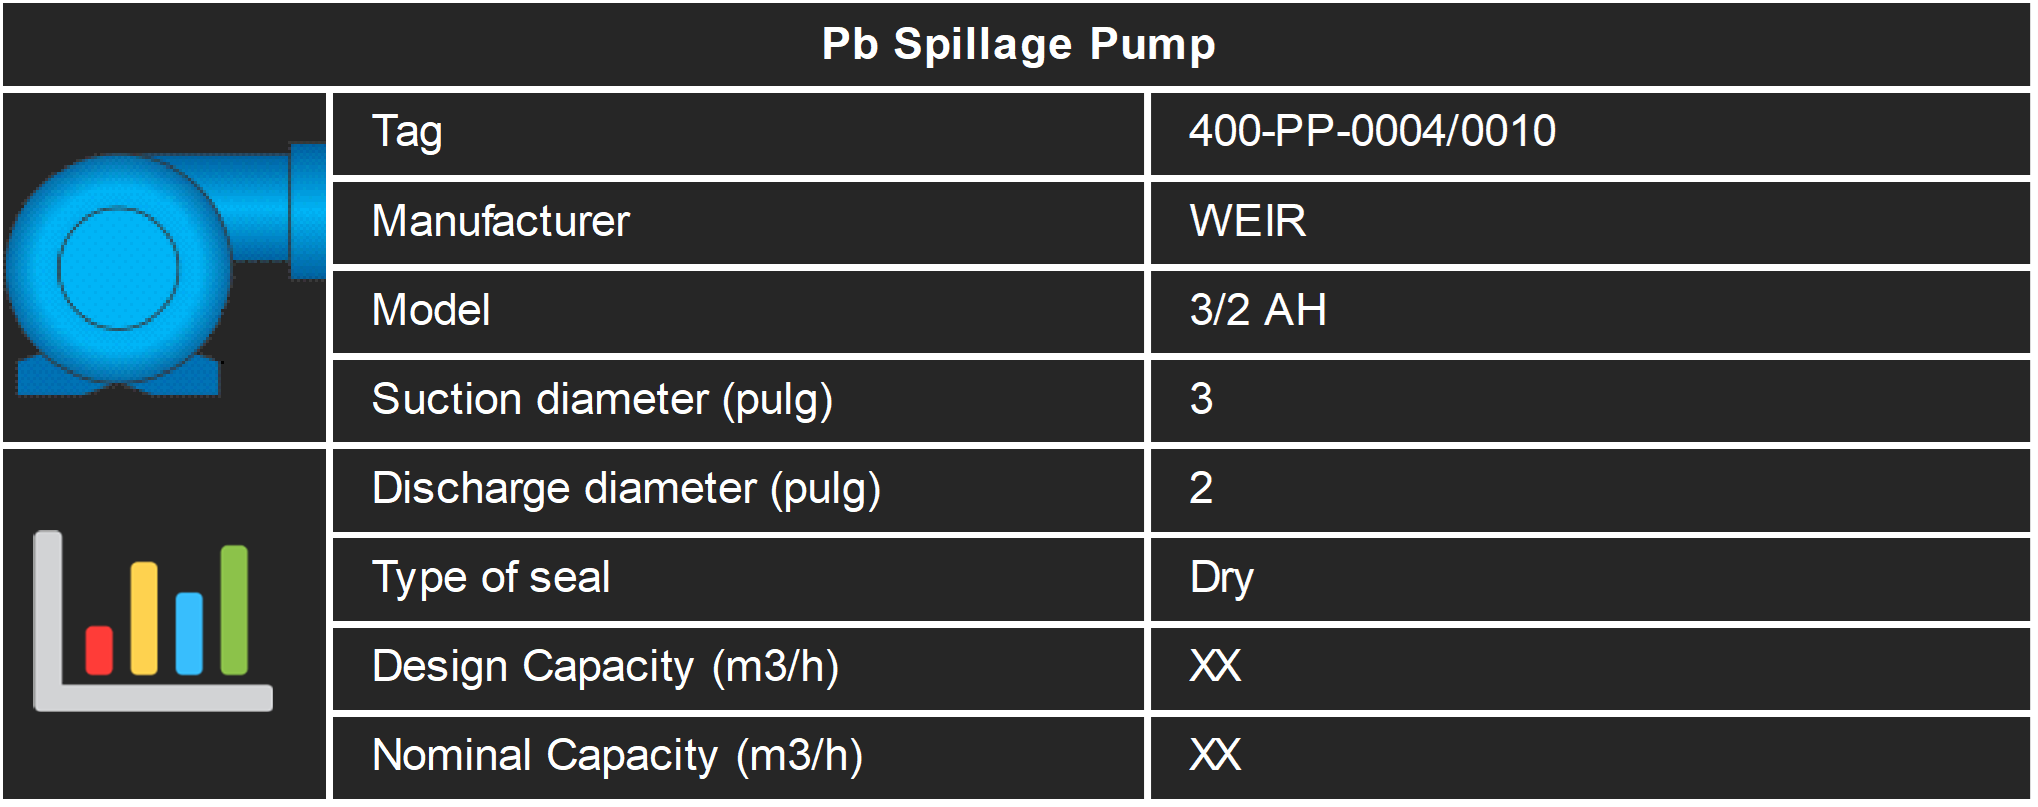 Pb Spillage Pump
Tag 400-PP-0004/0010
Manufacturer WEIR
Model 3/2 AH
Suction diameter (pulg) 3
Discharge diameter (pulg) 2
Type of seal Dry
Design Capacity (m3/h) XX
Nominal Capacity (m3/h) XX